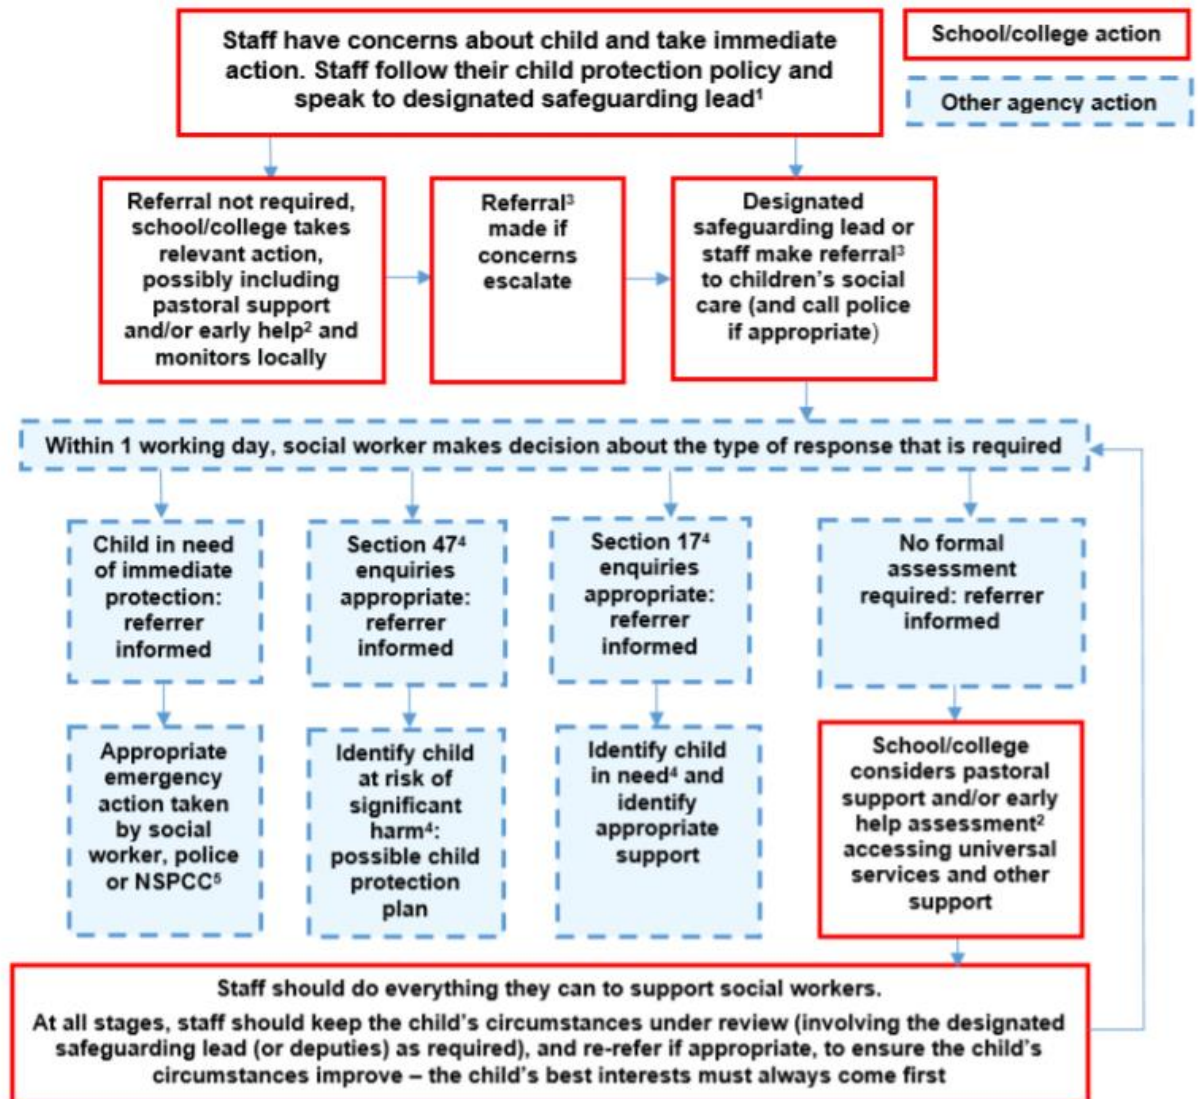 Staff have concerns about child and take immediate
action. Staff follow their child protection policy and
speak to designated safeguarding lead¹
School/college action
Other agency action
Referral not required,
school/college takes
relevant action,
possibly including
pastoral support
and/or early help² and
monitors locally
Referral³
made if
concerns
escalate
Designated
safeguarding lead or
staff make referral³
to children's social
care (and call police
if appropriate)
Within 1 working day, social worker makes decision about the type of response that is required
Child in need
of immediate
protection:
referrer
informed
Section 47⁴
enquiries
appropriate:
referrer
informed
Section 17⁴
enquiries
appropriate:
referrer
informed
No formal
assessment
required: referrer
informed
Appropriate
emergency
action taken
by social
worker, police
or NSPCC⁵
Identify child
at risk of
significant
harm⁴:
possible child
protection
plan
Identify child
in need⁴ and
identify
appropriate
support
School/college
considers pastoral
support and/or early
help assessment²
accessing universal
services and other
support
Staff should do everything they can to support social workers.
At all stages, staff should keep the child's circumstances under review (involving the designated
safeguarding lead (or deputies) as required), and re-refer if appropriate, to ensure the child's
circumstances improve – the child's best interests must always come first